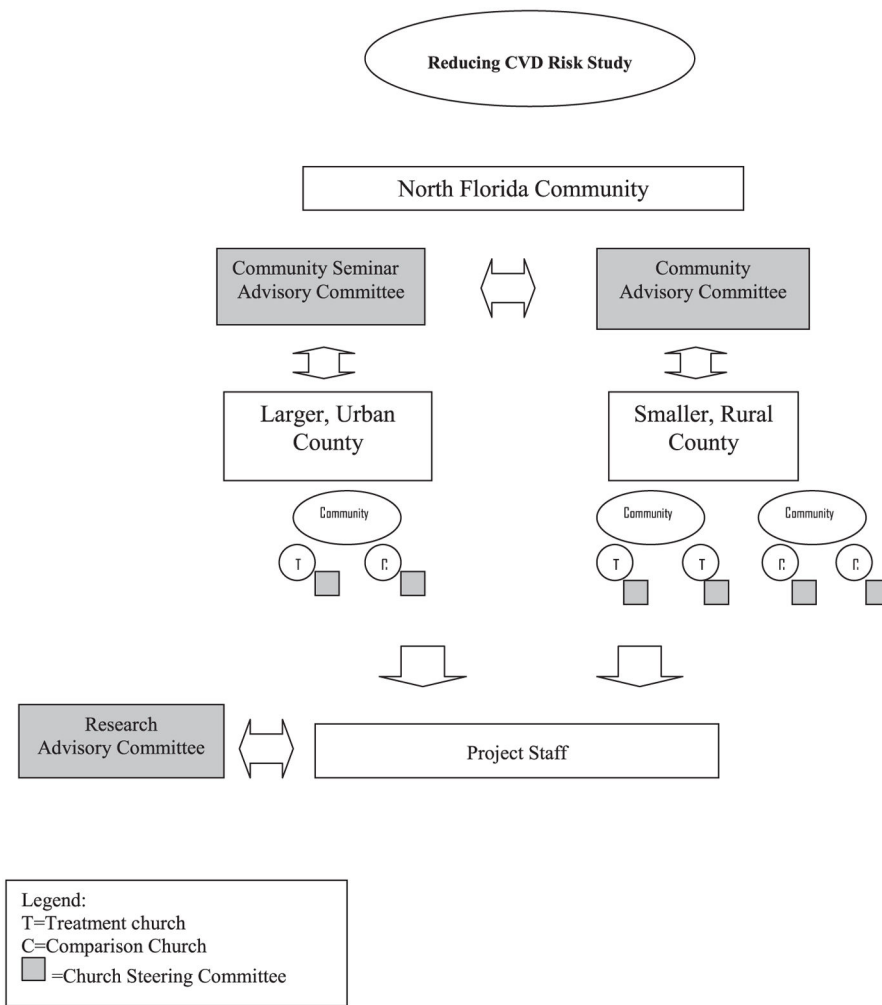 Reducing CVD Risk Study
North Florida Community
Community Seminar
Advisory Committee
Community
Advisory Committee
Larger, Urban
County
Smaller, Rural
County
Community
Community
Community
T
C
T
T
C
C
Research
Advisory Committee
Project Staff
Legend:
T=Treatment church
C=Comparison Church
=Church Steering Committee